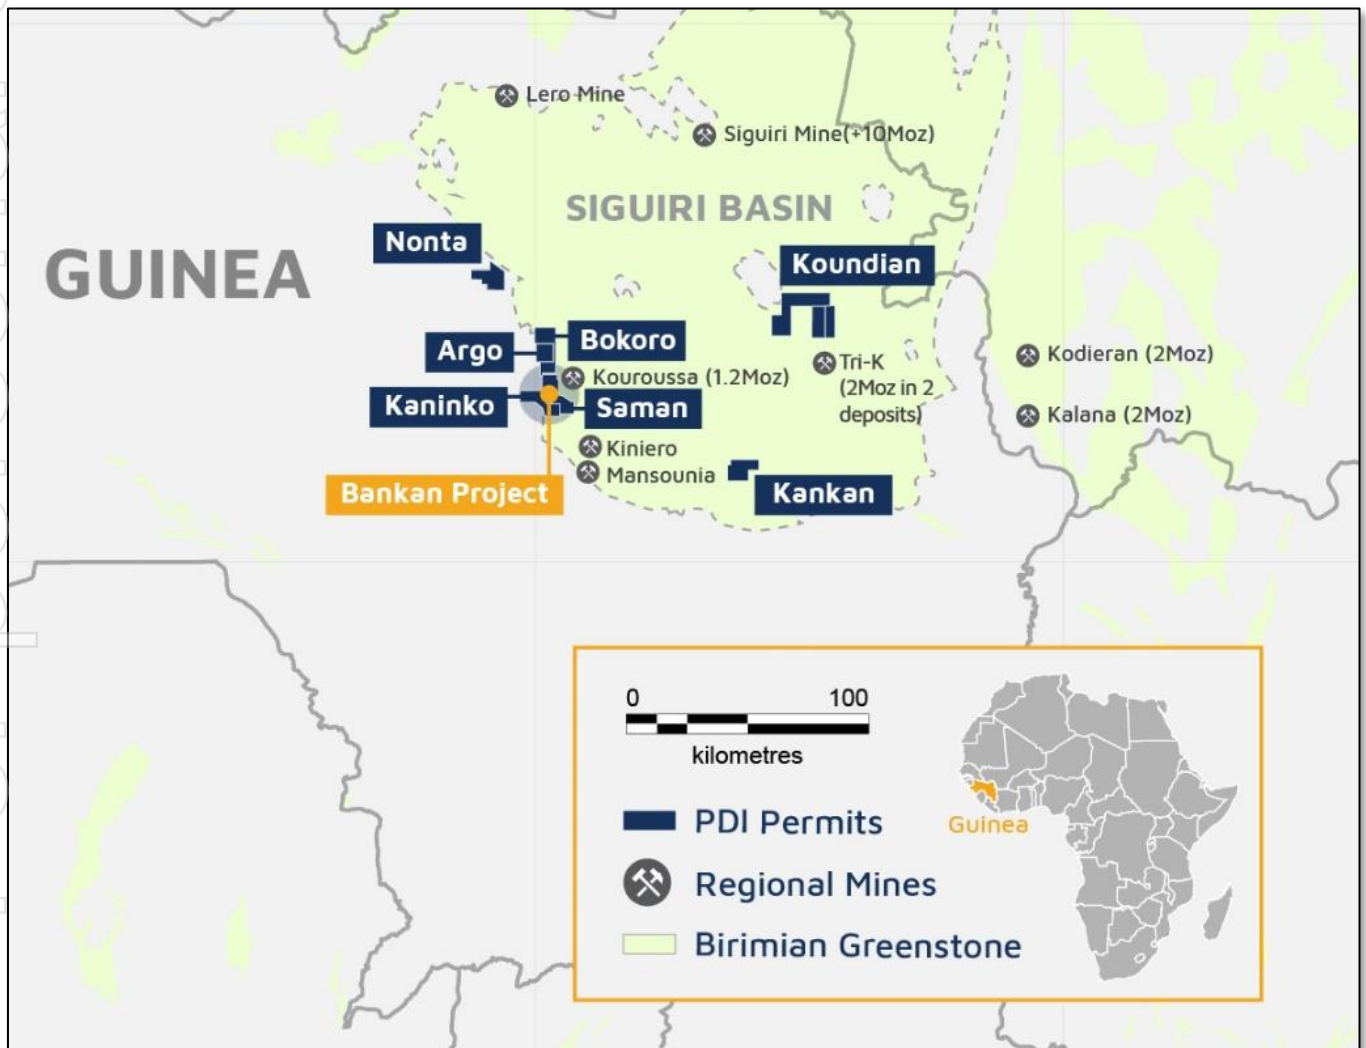 Lero Mine
Siguiri Mine(+10Moz)
SIGUIRI BASIN
GUINEA
Nonta
Koundian
Bokoro
Argo
Kouroussa (1.2Moz)
Kaninko
Saman
Tri-K
(2Moz in 2
deposits)
Kodieran (2Moz)
Kalana (2Moz)
Kiniero
Mansounia
Bankan Project
Kankan
0 100
kilometres
PDI Permits
Regional Mines
Birimian Greenstone
Guinea